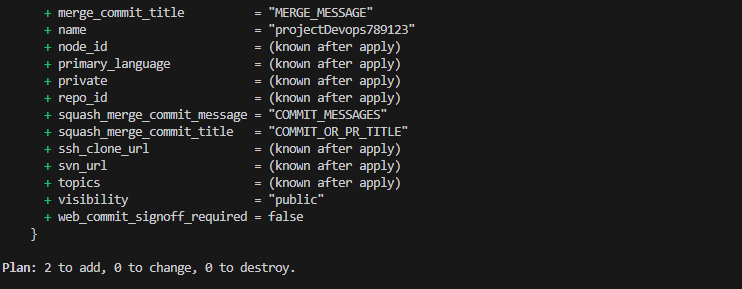 + merge_commit_title = "MERGE_MESSAGE"
+ name = "projectDevops789123"
+ node_id = (known after apply)
+ primary_language = (known after apply)
+ private = (known after apply)
+ repo_id = (known after apply)
+ squash_merge_commit_message = "COMMIT_MESSAGES"
+ squash_merge_commit_title = "COMMIT_OR_PR_TITLE"
+ ssh_clone_url = (known after apply)
+ svn_url = (known after apply)
+ topics = (known after apply)
+ visibility = "public"
+ web_commit_signoff_required = false
}
Plan: 2 to add, 0 to change, 0 to destroy.